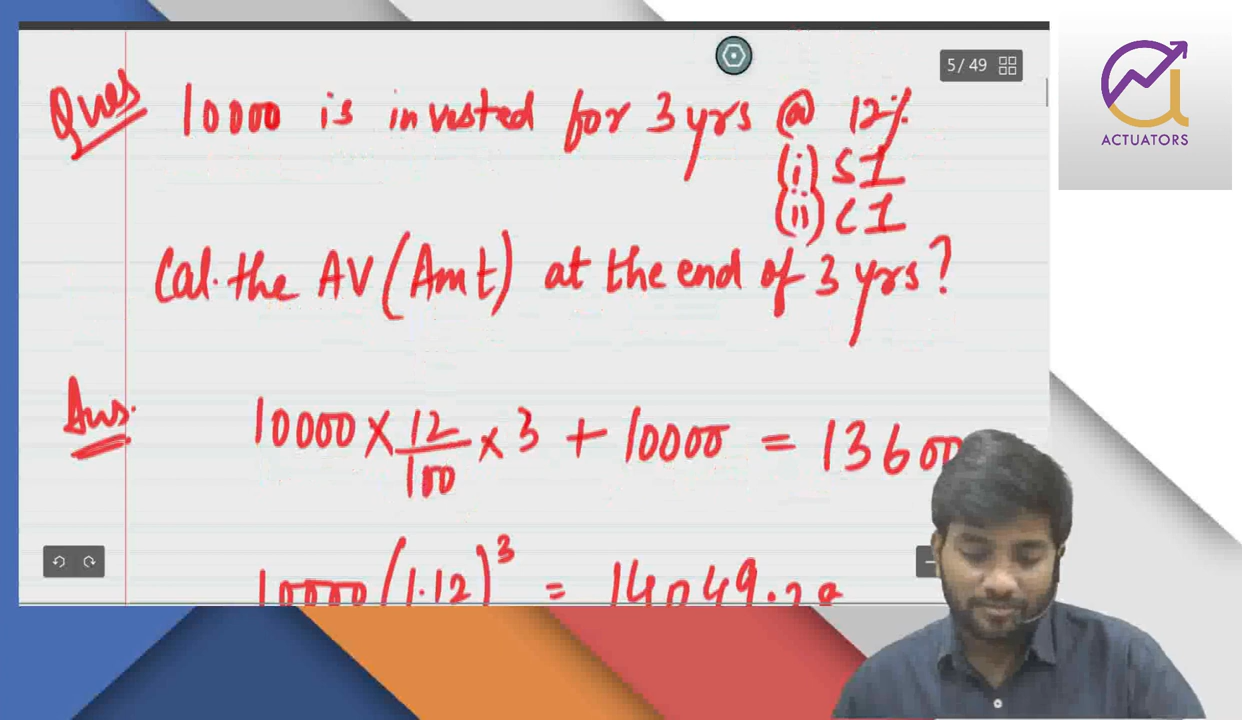 5/49
ACTUATORS
Ques 10000 is invested for 3 yrs @ 12%
(i) SI
(ii) CI
Cal. the AV (Amt) at the end of 3 yrs?
Ans. 10000 × 12/100 × 3 + 10000 = 13600
10000 (1.12)³ = 14049.28